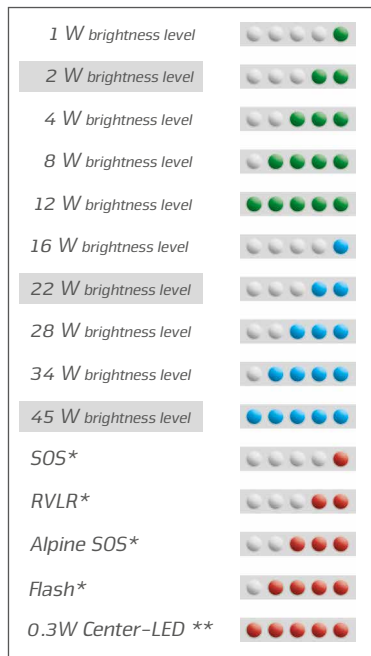 1 W brightness level
2 W brightness level
4 W brightness level
8 W brightness level
12 W brightness level
16 W brightness level
22 W brightness level
28 W brightness level
34 W brightness level
45 W brightness level
SOS*
RVLR*
Alpine SOS*
Flash*
0.3W Center-LED **